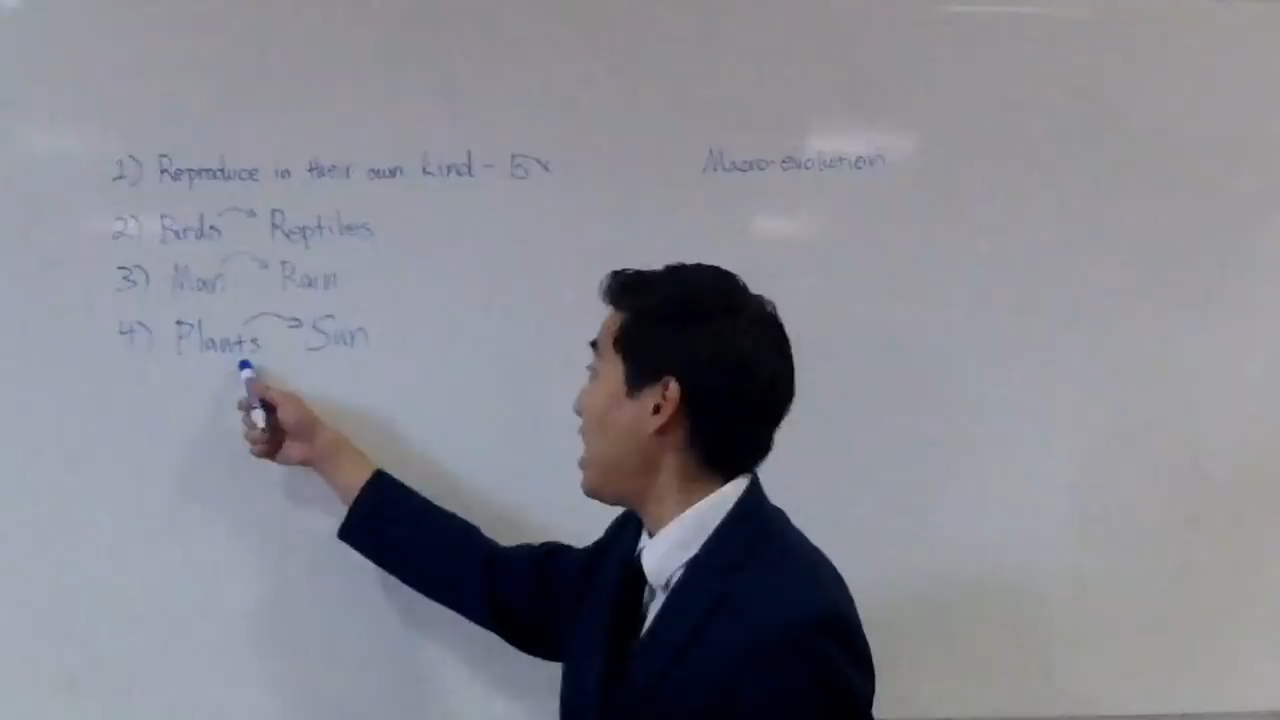 1) Reproduce in their own kind - 5x
Macro-evolution
2) Birds → Reptiles
3) Man → Rain
4) Plants → Sun